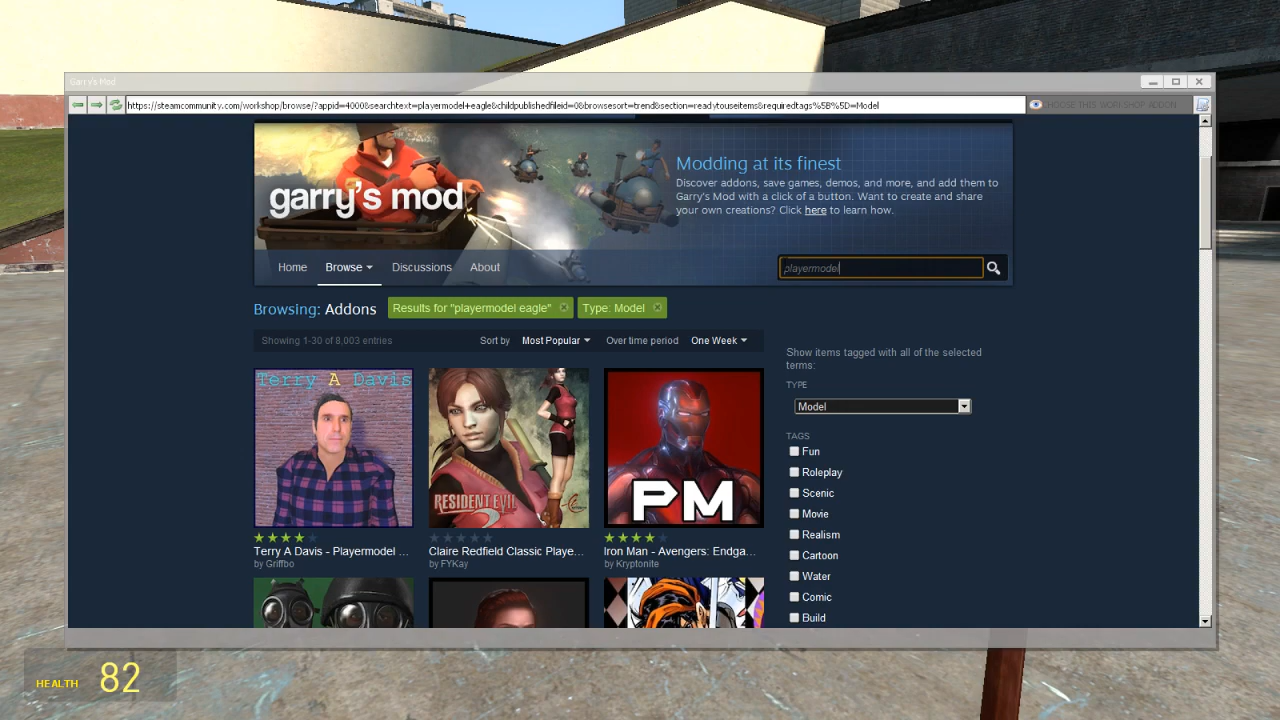 Garry's Mod
https://steamcommunity.com/workshop/browse/?appid=4000&searchtext=playermodel+eagle&childpublishedfileid=0&browsesort=trend&section=readytouseitems&requiredtags%5B%5D=Model
CHOOSE THIS WORKSHOP ADDON
garry's mod
Modding at its finest
Discover addons, save games, demos, and more, and add them to
Garry's Mod with a click of a button. Want to create and share
your own creations? Click here to learn how.
Home Browse Discussions About
playermodel
Browsing: Addons Results for "playermodel eagle" Type: Model
Showing 1-30 of 8,003 entries Sort by Most Popular Over time period One Week
Show items tagged with all of the selected
terms:
TYPE
Model
TAGS
Fun
Roleplay
Scenic
Movie
Realism
Cartoon
Water
Comic
Build
Terry A Davis
RESIDENT EVIL
2
PM
Terry A Davis - Playermodel ...
by Griffbo
Claire Redfield Classic Playe...
by FYKay
Iron Man - Avengers: Endga...
by Kryptonite
HEALTH 82